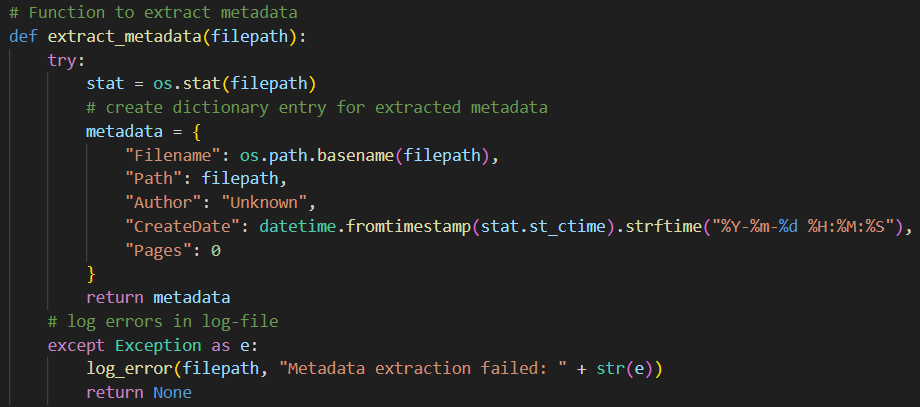 # Function to extract metadata
def extract_metadata(filepath):
    try:
        stat = os.stat(filepath)
        # create dictionary entry for extracted metadata
        metadata = {
            "Filename": os.path.basename(filepath),
            "Path": filepath,
            "Author": "Unknown",
            "CreateDate": datetime.fromtimestamp(stat.st_ctime).strftime("%Y-%m-%d %H:%M:%S"),
            "Pages": 0
        }
        return metadata
    # log errors in log-file
    except Exception as e:
        log_error(filepath, "Metadata extraction failed: " + str(e))
        return None